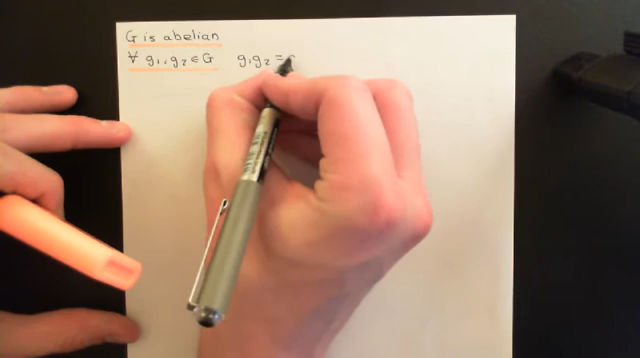 G is abelian
∀ g₁, g₂ ∈ G g₁g₂ =